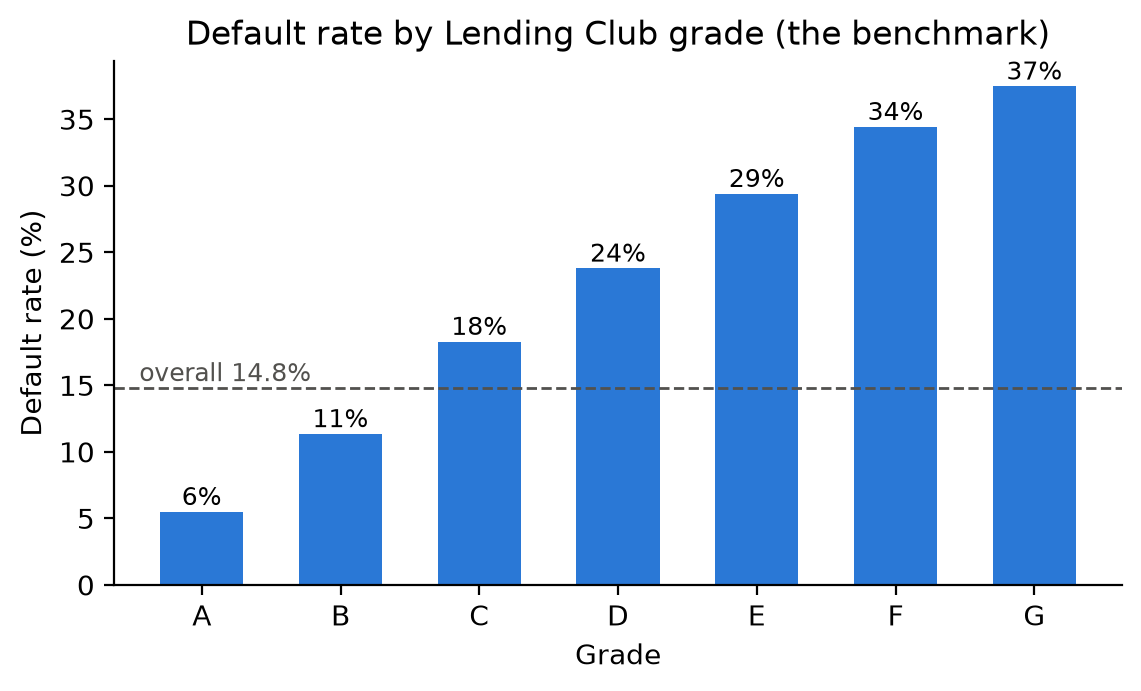 Default rate by Lending Club grade (the benchmark)
Default rate (%)
35
30
25
20
15
10
5
0
overall 14.8%
6%
11%
18%
24%
29%
34%
37%
A
B
C
D
E
F
G
Grade